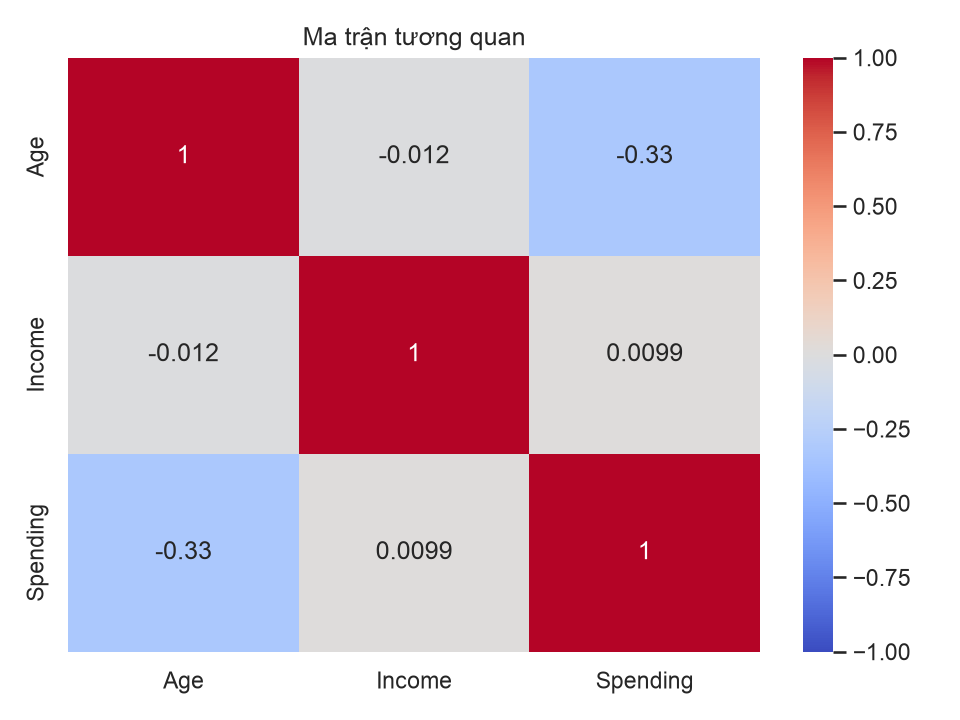 Ma trận tương quan
Age
1
-0.012
-0.33
Income
-0.012
1
0.0099
Spending
-0.33
0.0099
1
Age
Income
Spending
1.00
0.75
0.50
0.25
0.00
−0.25
−0.50
−0.75
−1.00